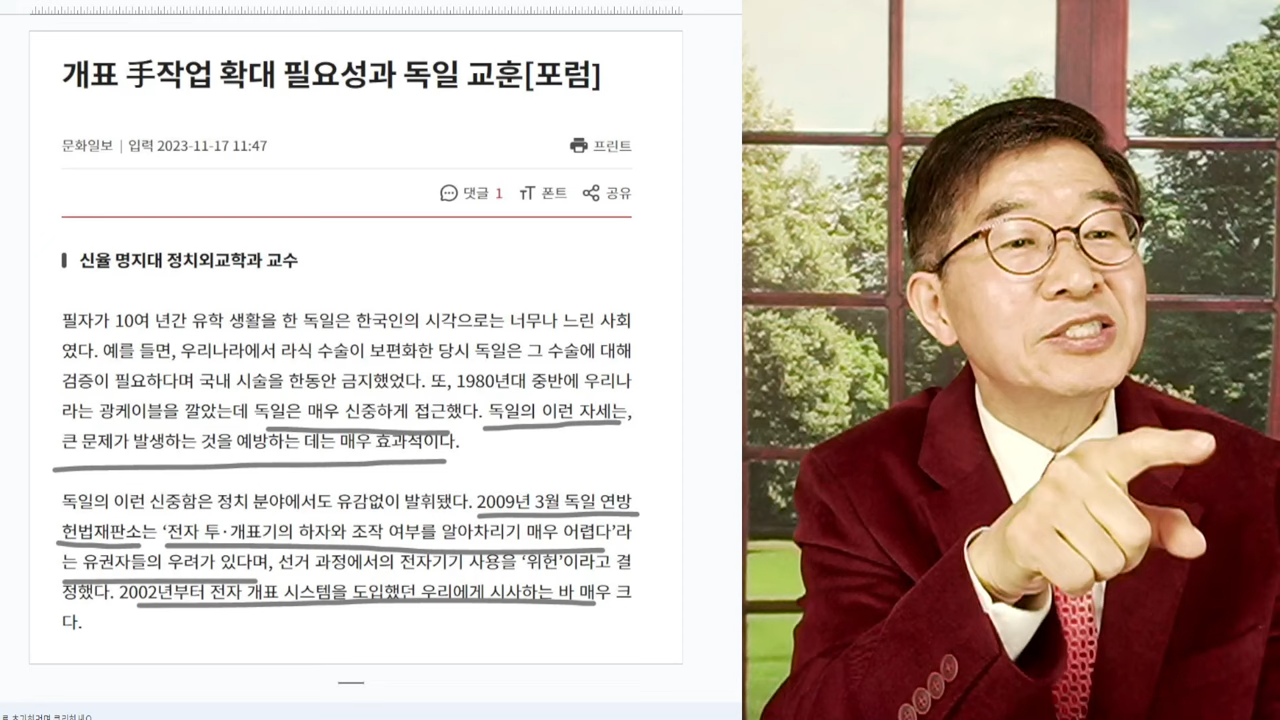 개표 手작업 확대 필요성과 독일 교훈[포럼]
문화일보 | 입력 2023-11-17 11:47
프린트
댓글 1 폰트 공유
신율 명지대 정치외교학과 교수
필자가 10여 년간 유학 생활을 한 독일은 한국인의 시각으로는 너무나 느린 사회
였다. 예를 들면, 우리나라에서 라식 수술이 보편화한 당시 독일은 그 수술에 대해
검증이 필요하다며 국내 시술을 한동안 금지했었다. 또, 1980년대 중반에 우리나
라는 광케이블을 깔았는데 독일은 매우 신중하게 접근했다. 독일의 이런 자세는,
큰 문제가 발생하는 것을 예방하는 데는 매우 효과적이다.
독일의 이런 신중함은 정치 분야에서도 유감없이 발휘됐다. 2009년 3월 독일 연방
헌법재판소는 ‘전자 투·개표기의 하자와 조작 여부를 알아차리기 매우 어렵다’라
는 유권자들의 우려가 있다며, 선거 과정에서의 전자기기 사용을 ‘위헌’이라고 결
정했다. 2002년부터 전자 개표 시스템을 도입했던 우리에게 시사하는 바 매우 크
다.